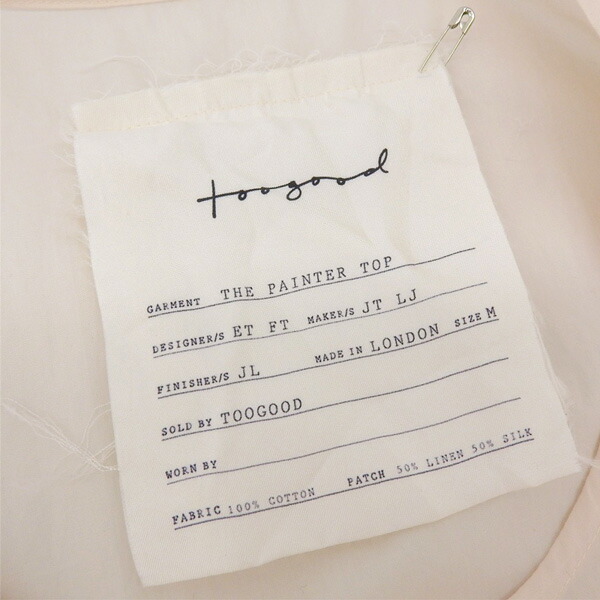 toogood
GARMENT THE PAINTER TOP
DESIGNER/S ET FT MAKER/S JT LJ
FINISHER/S JL MADE IN LONDON SIZE M
SOLD BY TOOGOOD
WORN BY
FABRIC 100% COTTON PATCH 50% LINEN 50% SILK